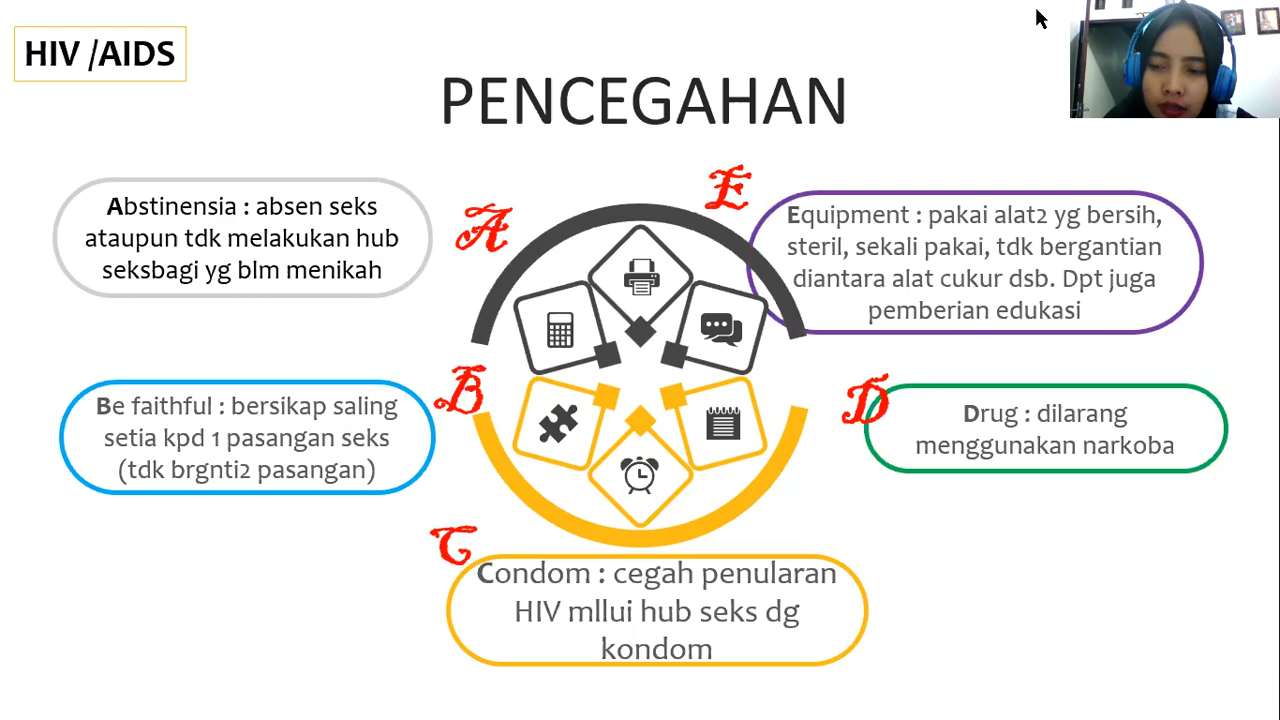 HIV /AIDS
PENCEGAHAN
A
Abstinensia : absen seks
ataupun tdk melakukan hub
seksbagi yg blm menikah
B
Be faithful : bersikap saling
setia kpd 1 pasangan seks
(tdk brgnti2 pasangan)
C
Condom : cegah penularan
HIV mllui hub seks dg
kondom
D
Drug : dilarang
menggunakan narkoba
E
Equipment : pakai alat2 yg bersih,
steril, sekali pakai, tdk bergantian
diantara alat cukur dsb. Dpt juga
pemberian edukasi